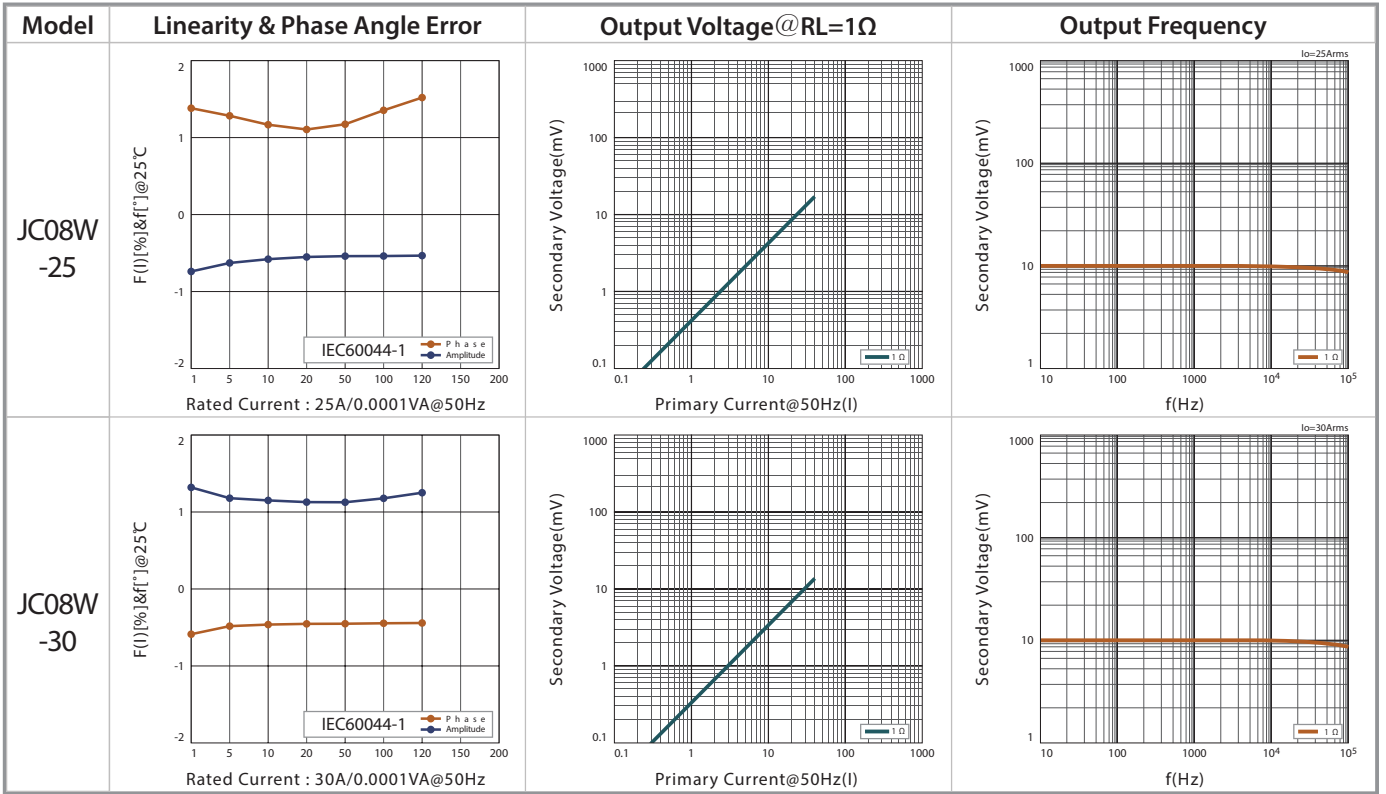 Model
Linearity & Phase Angle Error
Output Voltage@RL=1Ω
Output Frequency
JC08W
-25
F(I)[%]&f[˚]@25℃
2
1
0
-1
-2
IEC60044-1
Phase
Amplitude
1 5 10 20 50 100 120 150 200
Rated Current : 25A/0.0001VA@50Hz
Secondary Voltage(mV)
1000
100
10
1
0.1
1 Ω
0.1 1 10 100 1000
Primary Current@50Hz(I)
Io=25Arms
Secondary Voltage(mV)
1000
100
10
1
1 Ω
10 100 1000 10⁴ 10⁵
f(Hz)
JC08W
-30
F(I)[%]&f[˚]@25℃
2
1
0
-1
-2
IEC60044-1
Phase
Amplitude
1 5 10 20 50 100 120 150 200
Rated Current : 30A/0.0001VA@50Hz
Secondary Voltage(mV)
1000
100
10
1
0.1
1 Ω
0.1 1 10 100 1000
Primary Current@50Hz(I)
Io=30Arms
Secondary Voltage(mV)
1000
100
10
1
1 Ω
10 100 1000 10⁴ 10⁵
f(Hz)